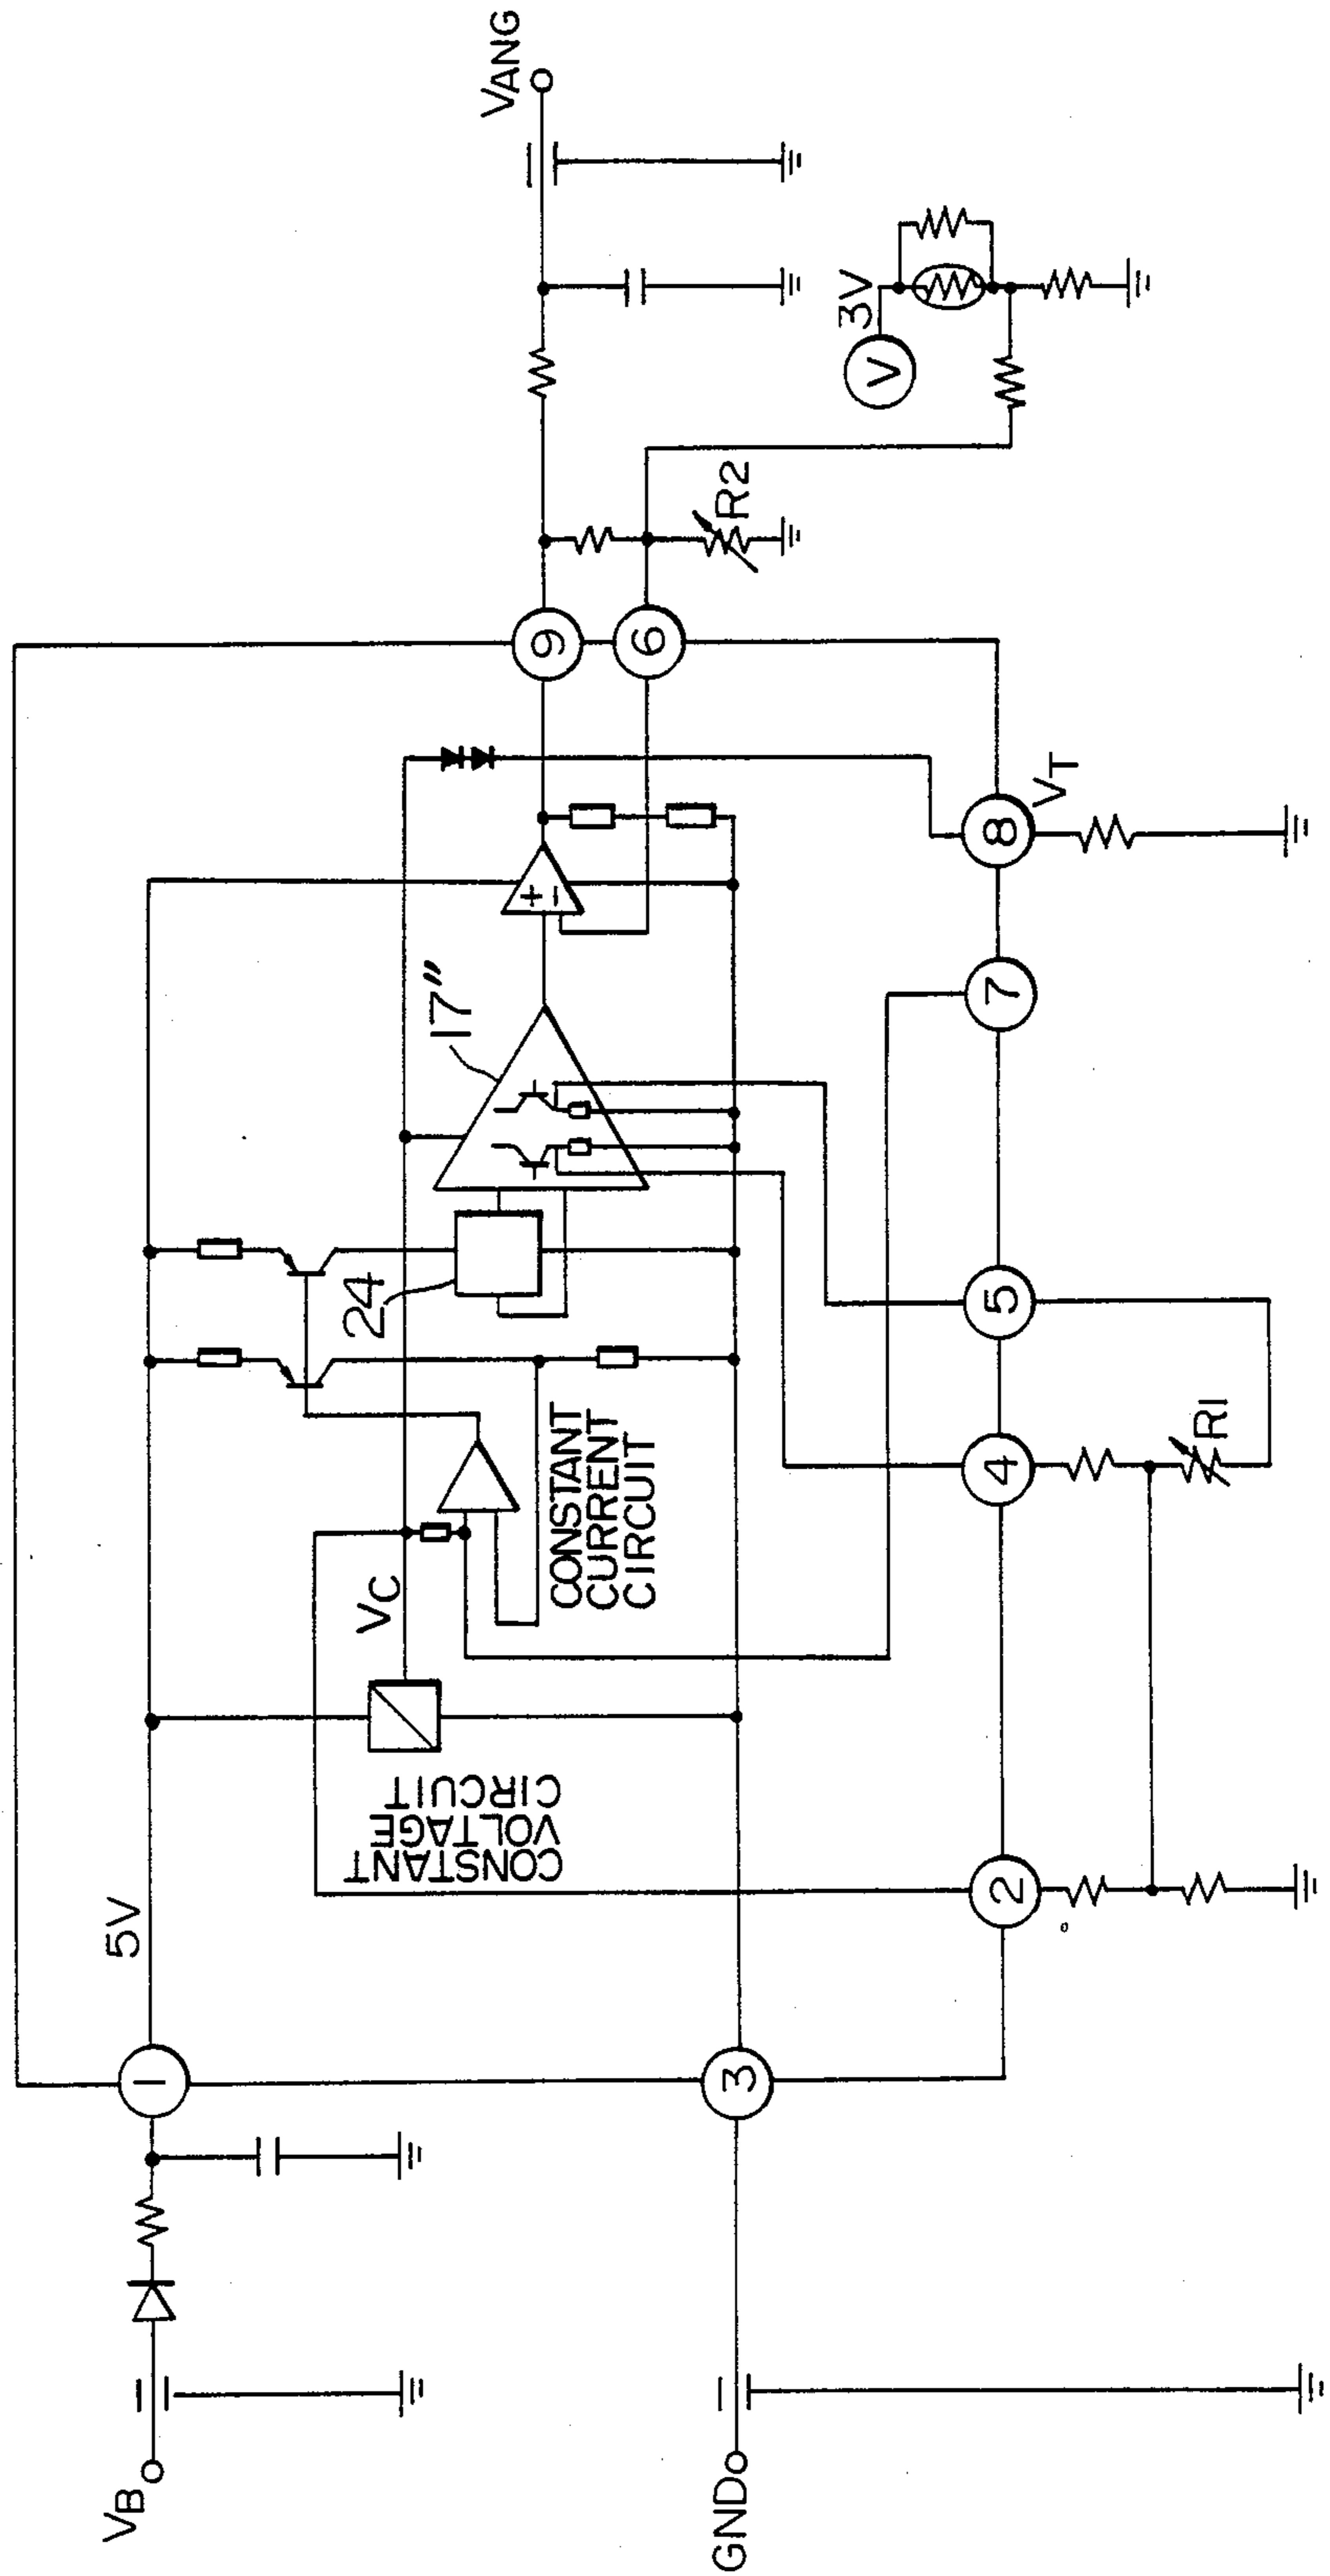 VB
GND
1
5V
3
CONSTANT
VOLTAGE
CIRCUIT
VC
CONSTANT
CURRENT
CIRCUIT
24
17"
+
-
2
4
5
7
8
VT
R1
9
6
R2
V
3V
VANG